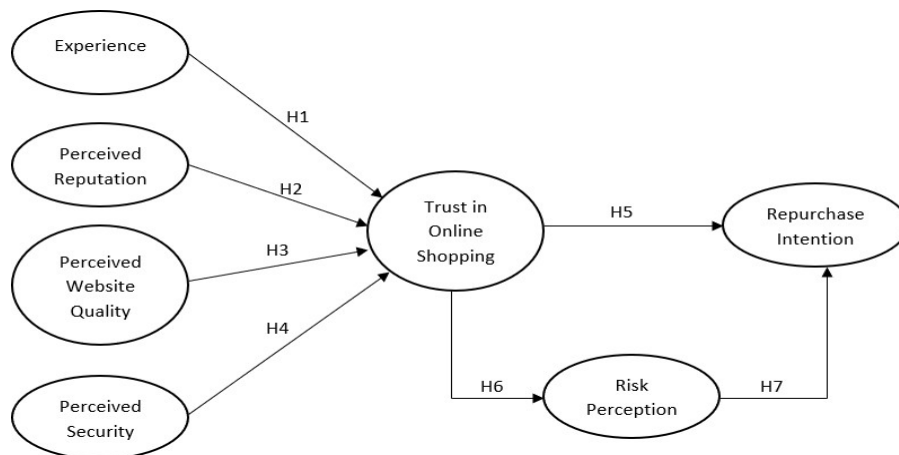 Experience
H1
Perceived
Reputation
H2
Perceived
Website
Quality
H3
Perceived
Security
H4
Trust in
Online
Shopping
H5
Repurchase
Intention
H6
Risk
Perception
H7